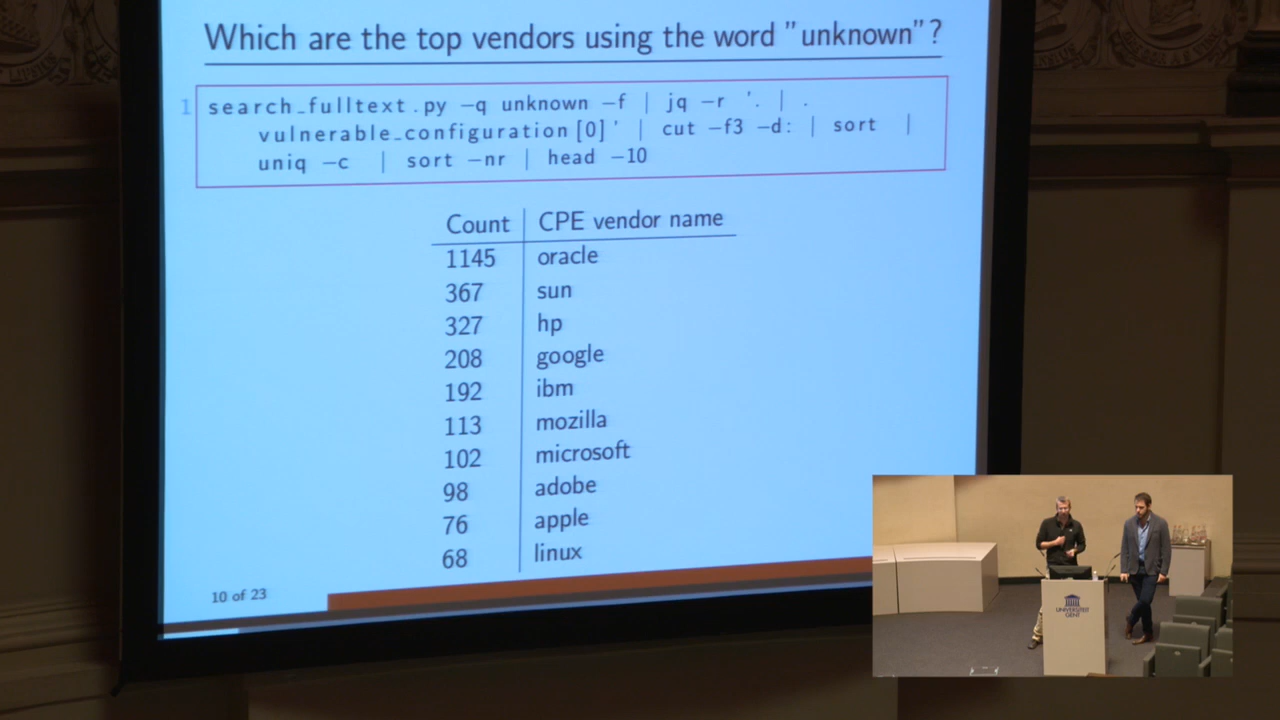 Which are the top vendors using the word "unknown"?
1 search_fulltext.py -q unknown -f | jq -r '. | .
vulnerable_configuration[0]' | cut -f3 -d: | sort |
uniq -c | sort -nr | head -10
Count CPE vendor name
1145 oracle
367 sun
327 hp
208 google
192 ibm
113 mozilla
102 microsoft
98 adobe
76 apple
68 linux
10 of 23
UNIVERSITEIT
GENT